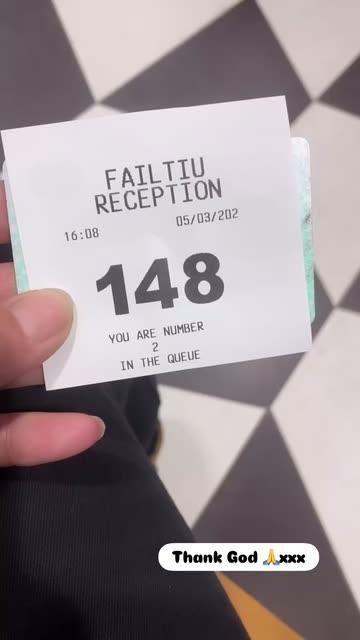 FAILTIU
RECEPTION
16:08 05/03/202
148
YOU ARE NUMBER
2
IN THE QUEUE
Thank God 🙏xxx